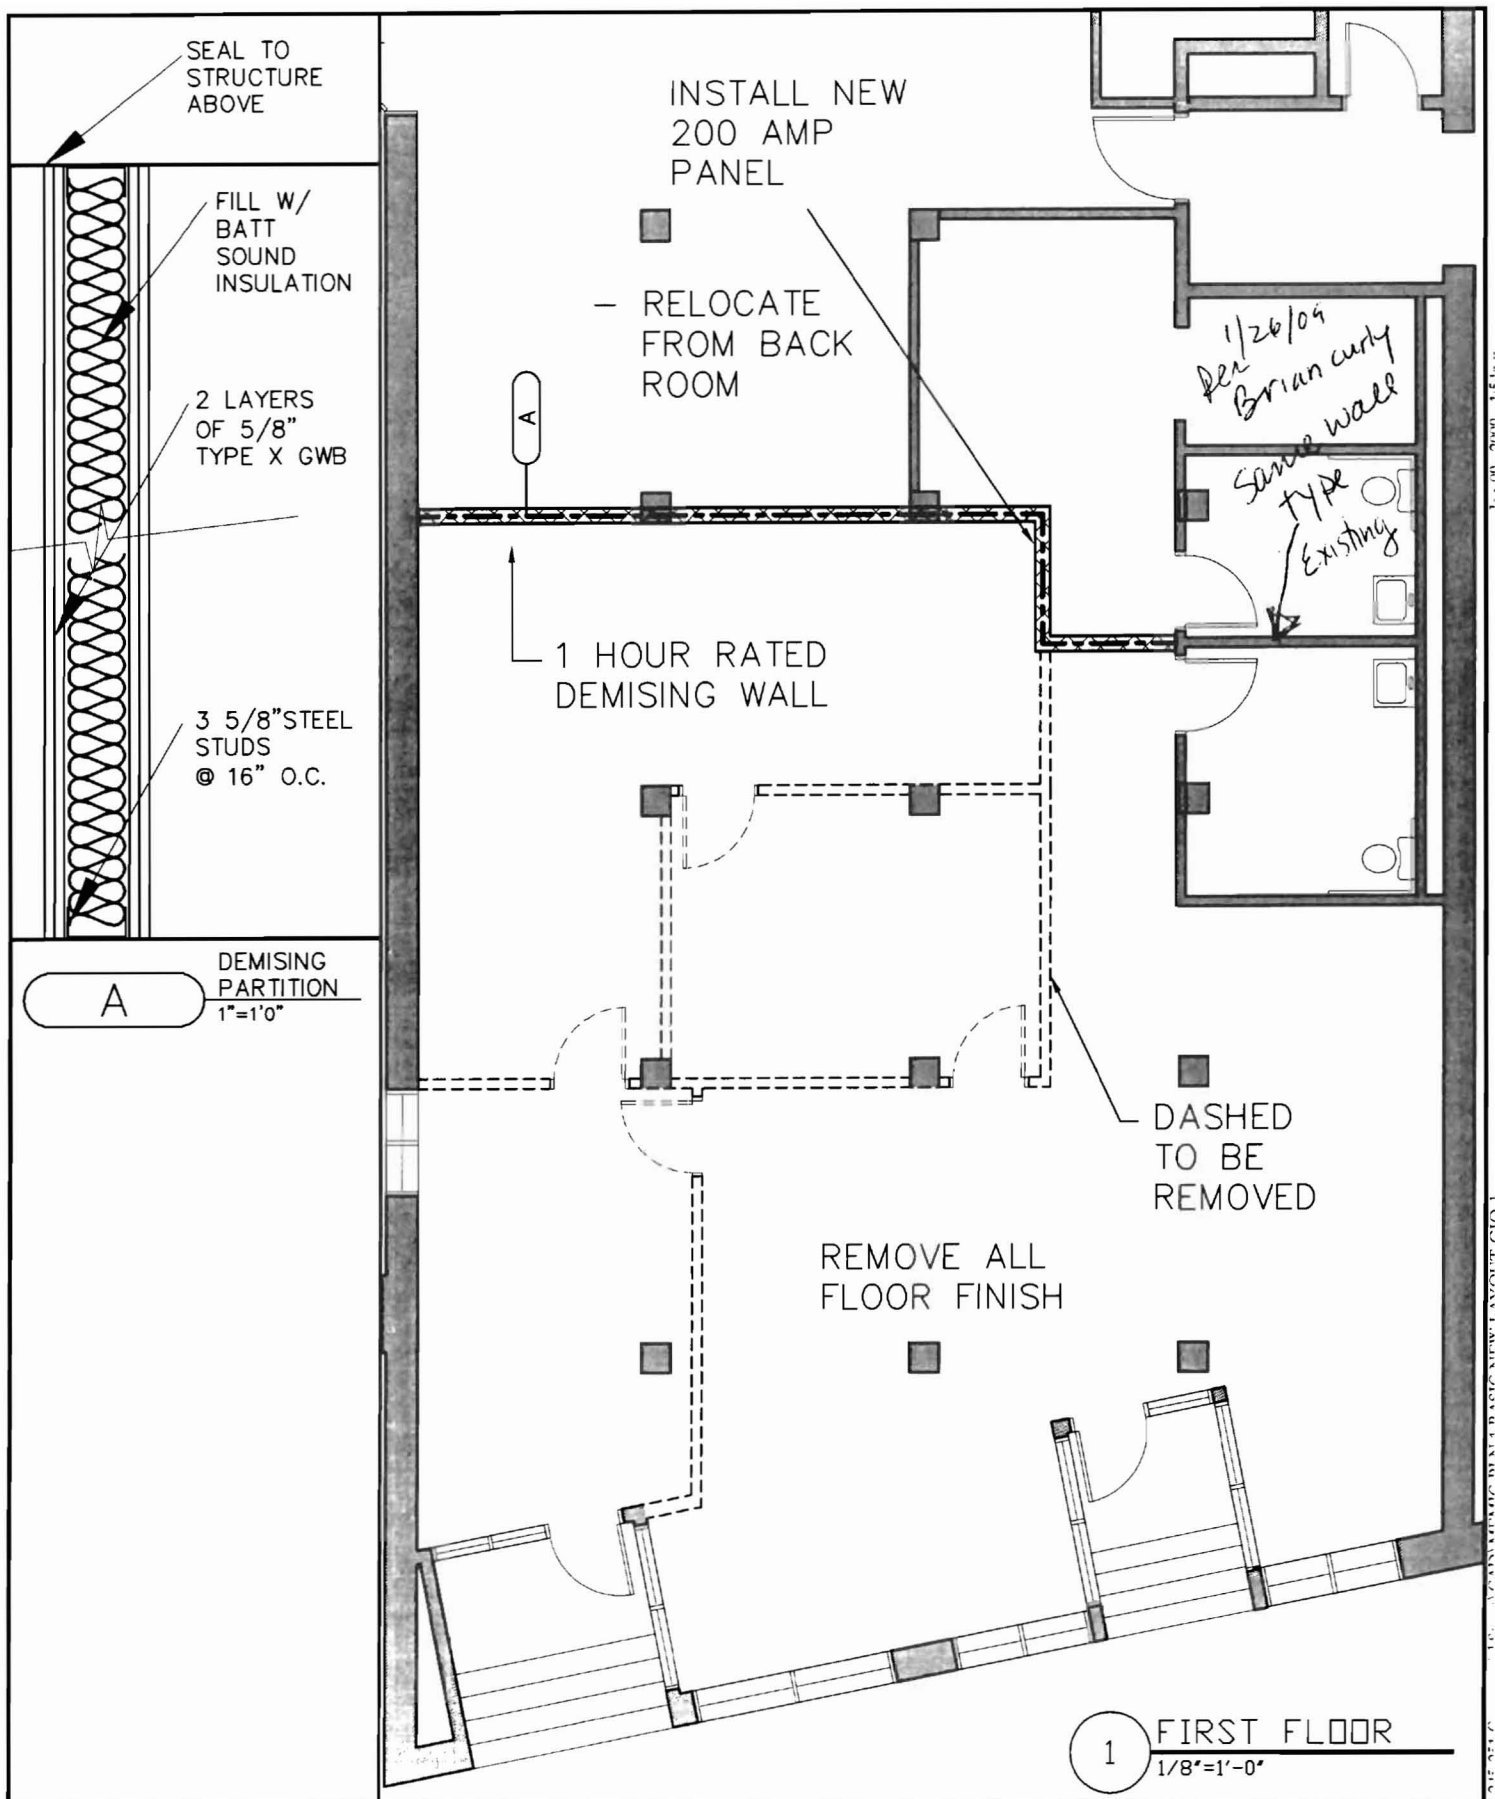 SEAL TO
STRUCTURE
ABOVE
FILL W/
BATT
SOUND
INSULATION
2 LAYERS
OF 5/8"
TYPE X GWB
3 5/8"STEEL
STUDS
@ 16" O.C.
A
DEMISING
PARTITION
1"=1'0"
INSTALL NEW
200 AMP
PANEL
- RELOCATE
FROM BACK
ROOM
A
1 HOUR RATED
DEMISING WALL
1/26/09
Per
Brian curly
Same wall
type
Existing
DASHED
TO BE
REMOVED
REMOVE ALL
FLOOR FINISH
1
FIRST FLOOR
1/8"=1'-0"